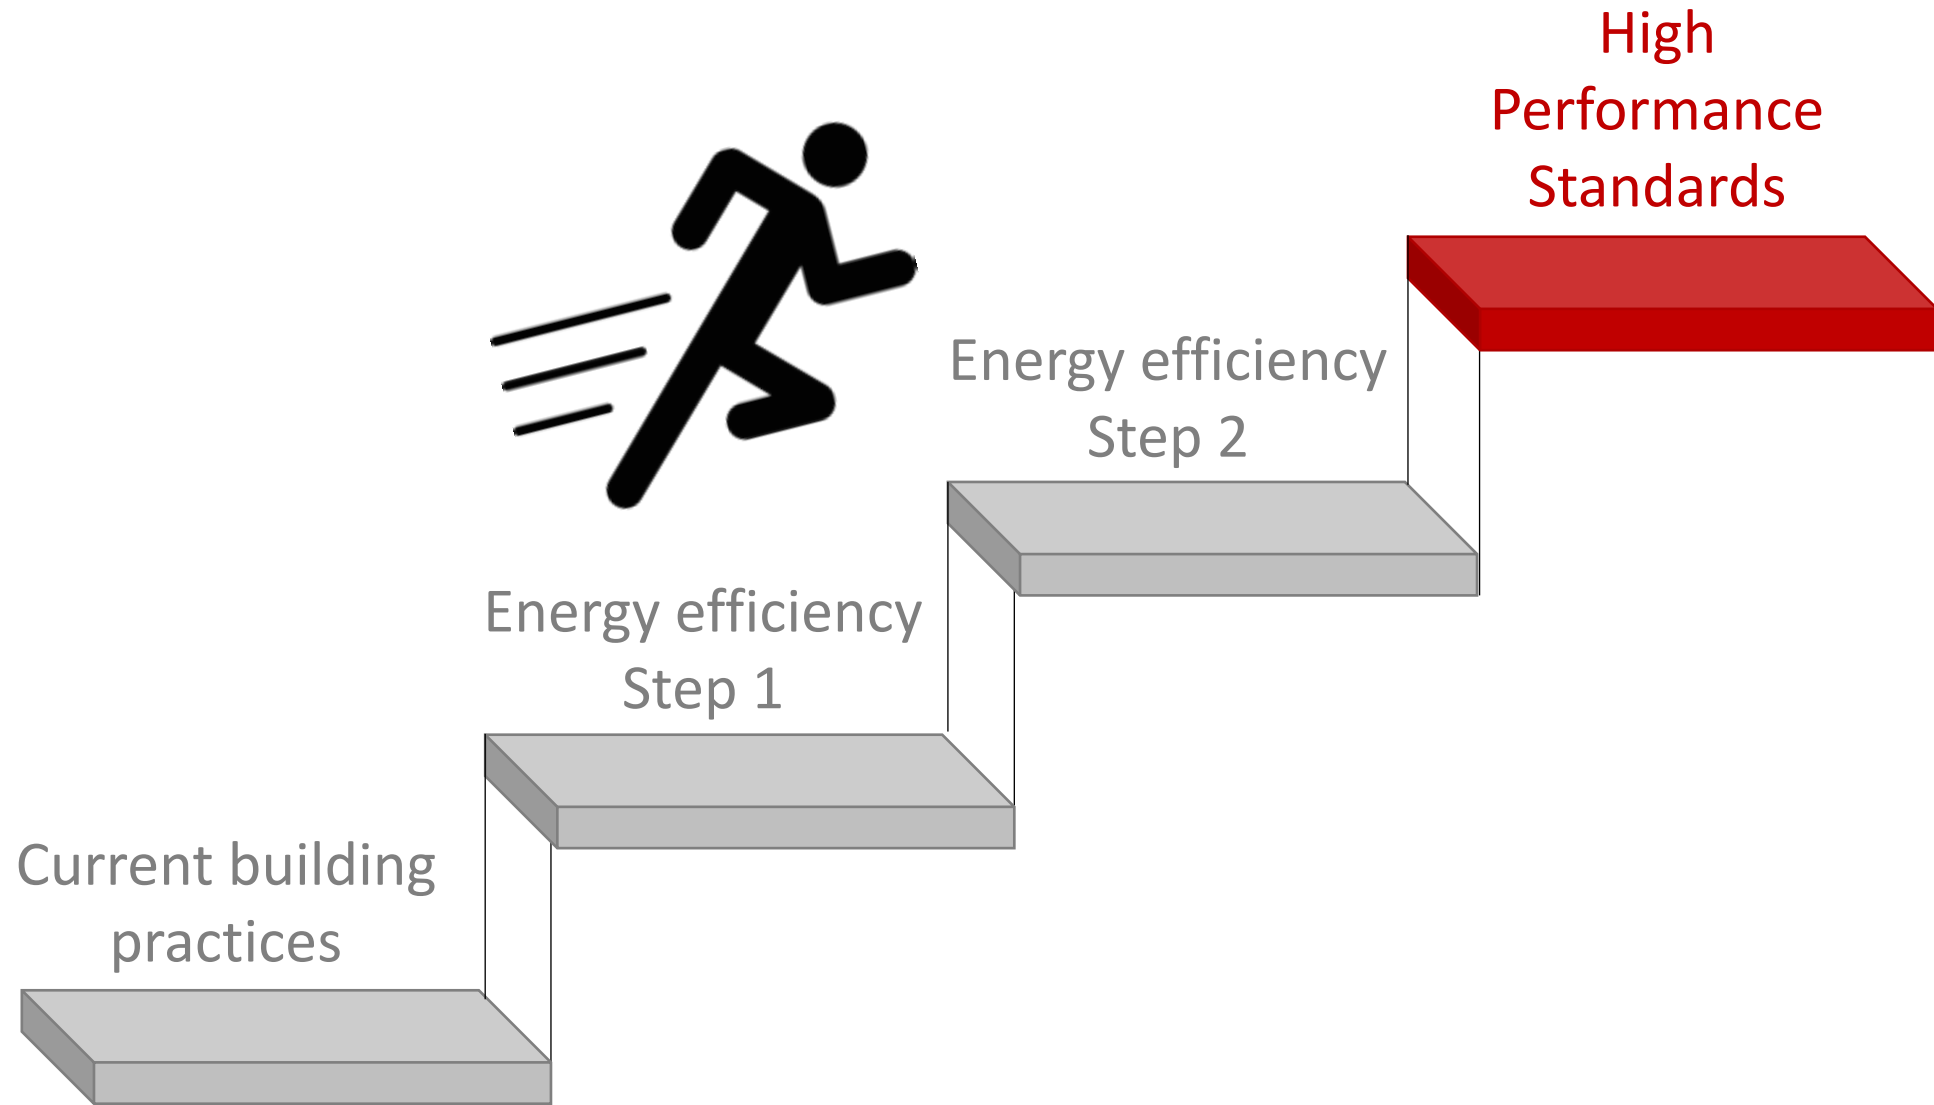 High
Performance
Standards
Energy efficiency
Step 2
Energy efficiency
Step 1
Current building
practices